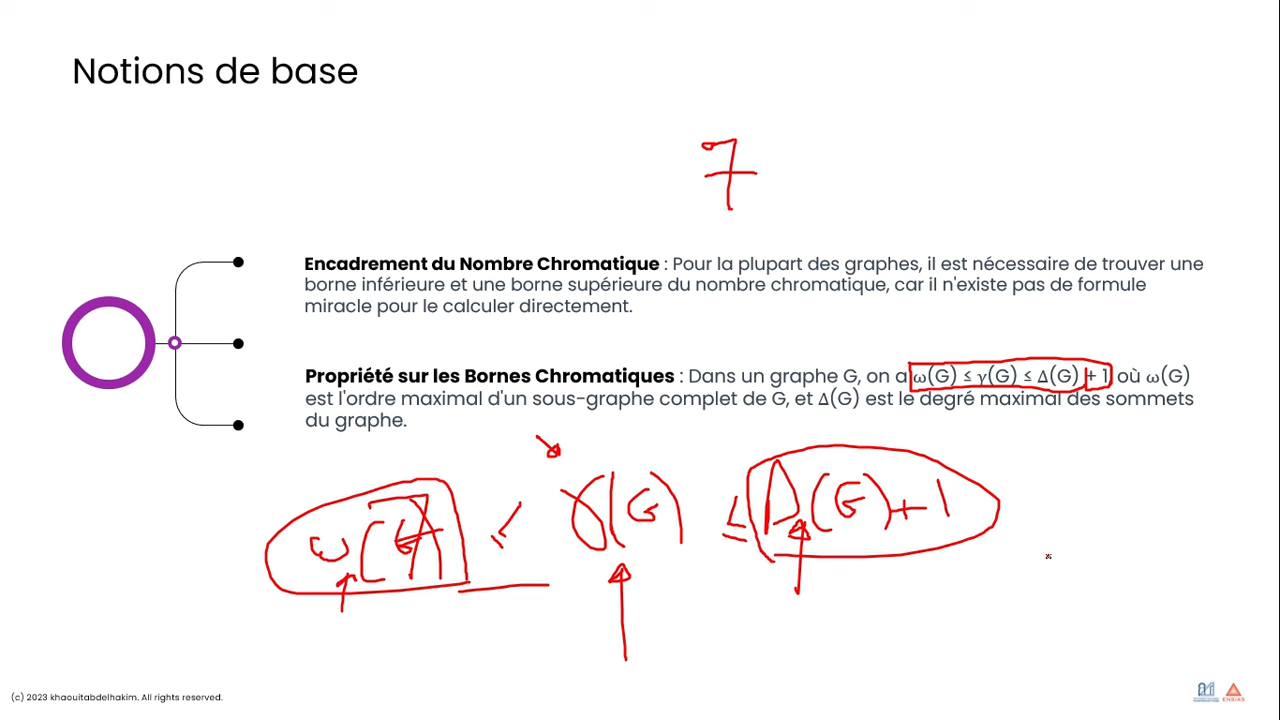 Notions de base
7
Encadrement du Nombre Chromatique : Pour la plupart des graphes, il est nécessaire de trouver une
borne inférieure et une borne supérieure du nombre chromatique, car il n'existe pas de formule
miracle pour le calculer directement.
Propriété sur les Bornes Chromatiques : Dans un graphe G, on a ω(G) ≤ γ(G) ≤ Δ(G) + 1 où ω(G)
est l'ordre maximal d'un sous-graphe complet de G, et Δ(G) est le degré maximal des sommets
du graphe.
ω(G) ≤ γ(G) ≤ Δ(G)+1
(c) 2023 khaouitabdelhakim. All rights reserved.
ENSIAS